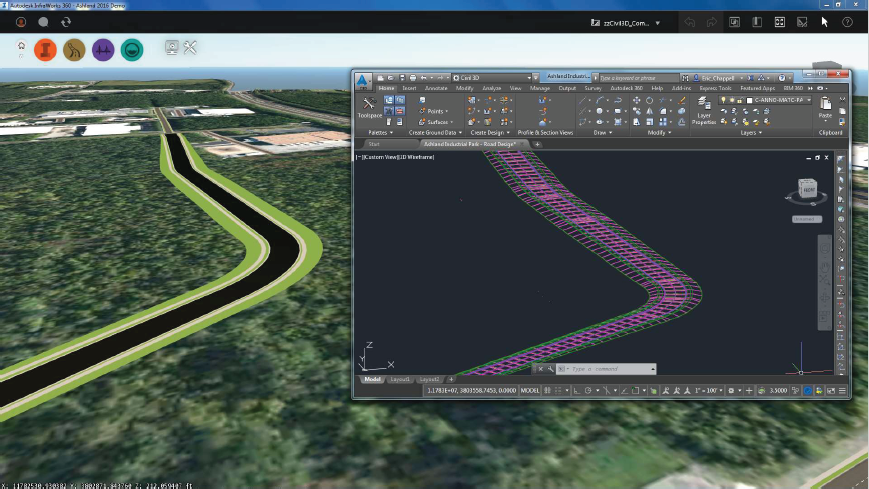 Autodesk InfraWorks 360 - Ashland 2016 Demo
zzCivil3D_Com...
Civil 3D
Ashland Industri...
Type a keyword or phrase
Eric_Chappell
Home Insert Annotate Modify Analyze View Manage Output Survey Autodesk 360 Help Add-ins Express Tools Featured Apps BIM 360
Toolspace
Points
Surfaces
Layer
Properties
C-ANNO-MATC-PA
Paste
Palettes Create Ground Data Create Design Profile & Section Views Draw Modify Layers Clipboard
Start Ashland Industrial Park - Road Design*
[-][Custom View][2D Wireframe]
Unnamed
Z
Y
X
Type a command
Model Layout1 Layout2
1.1783E+07, 3803558.7453, 0.0000 MODEL 1" = 100' 3.5000
X: 11782530.930382 Y: 3802871.843760 Z: 212.059407 ft